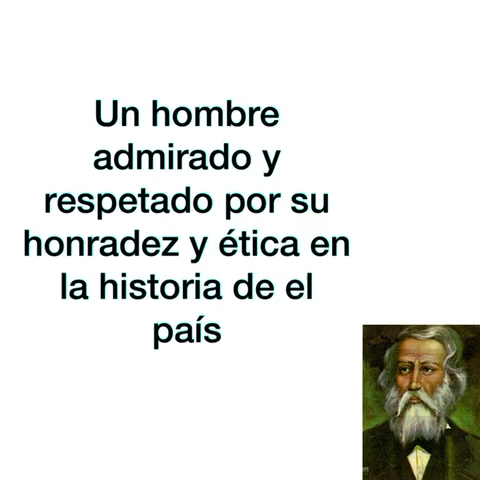 Un hombre
admirado y
respetado por su
honradez y ética en
la historia de el
país